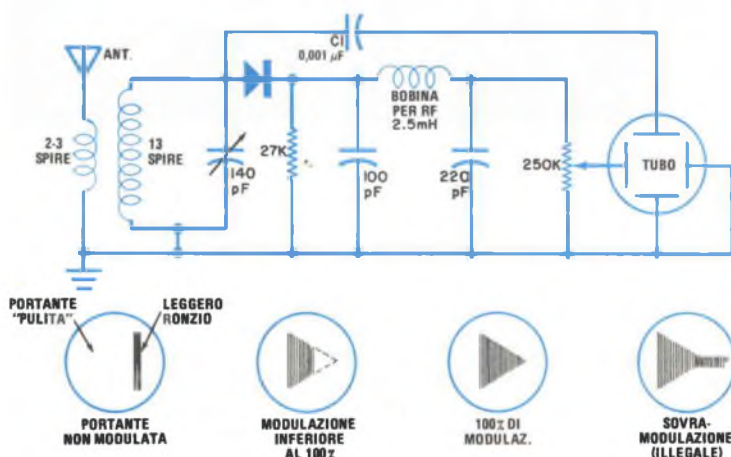 ANT.
2-3
SPIRE
13
SPIRE
140
pF
27K
C1
0,001 µF
BOBINA
PER RF
2.5mH
100
pF
220
pF
250K
TUBO
PORTANTE
"PULITA"
LEGGERO
RONZIO
PORTANTE
NON MODULATA
MODULAZIONE
INFERIORE
AL 100%
100% DI
MODULAZ.
SOVRA-
MODULAZIONE
(ILLEGALE)